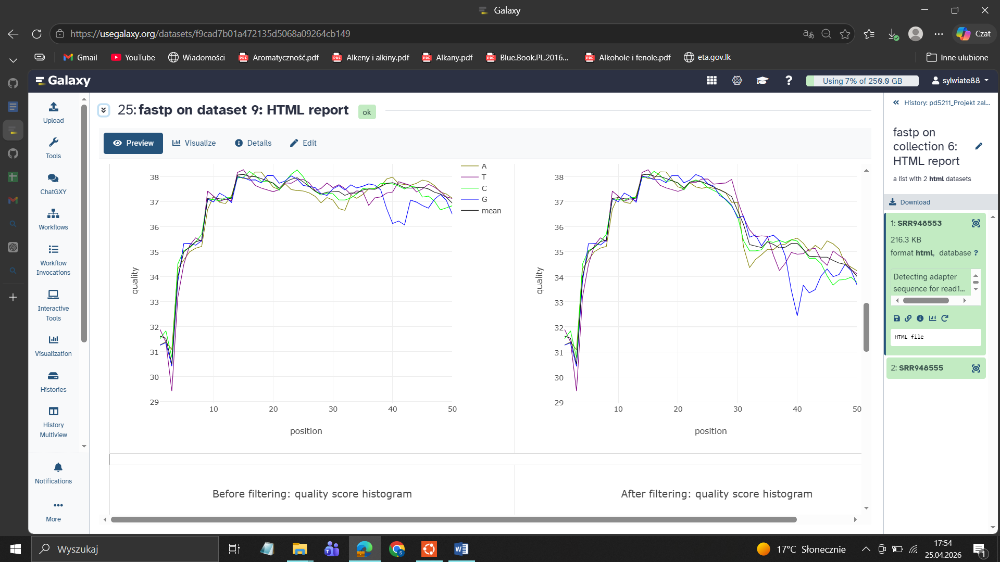 Galaxy
https://usegalaxy.org/datasets/f9cad7b01a472135d5068a09264cb149
Czat
Gmail
YouTube
Wiadomości
Aromatyczność.pdf
Alkeny i alkiny.pdf
Alkany.pdf
Blue.Book.PL.2016...
Alkohole i fenole.pdf
eta.gov.lk
Inne ulubione
Galaxy
Using 7% of 250.0 GB
sylwiate88
Upload
Tools
ChatGXY
Workflows
Workflow
Invocations
Interactive
Tools
Visualization
Histories
History
Multiview
Notifications
More
25: fastp on dataset 9: HTML report
ok
Preview
Visualize
Details
Edit
38
37
36
35
34
33
32
31
30
29
quality
10
20
30
40
50
position
A
T
C
G
mean
38
37
36
35
34
33
32
31
30
29
quality
10
20
30
40
50
position
Before filtering: quality score histogram
After filtering: quality score histogram
History: pd5211_Projekt zal...
fastp on
collection 6:
HTML report
a list with 2 html datasets
Download
1: SRR948553
216.3 KB
format html, database ?
Detecting adapter
sequence for read1...
HTML file
2: SRR948555
Wyszukaj
17°C Słonecznie
17:54
25.04.2026
1